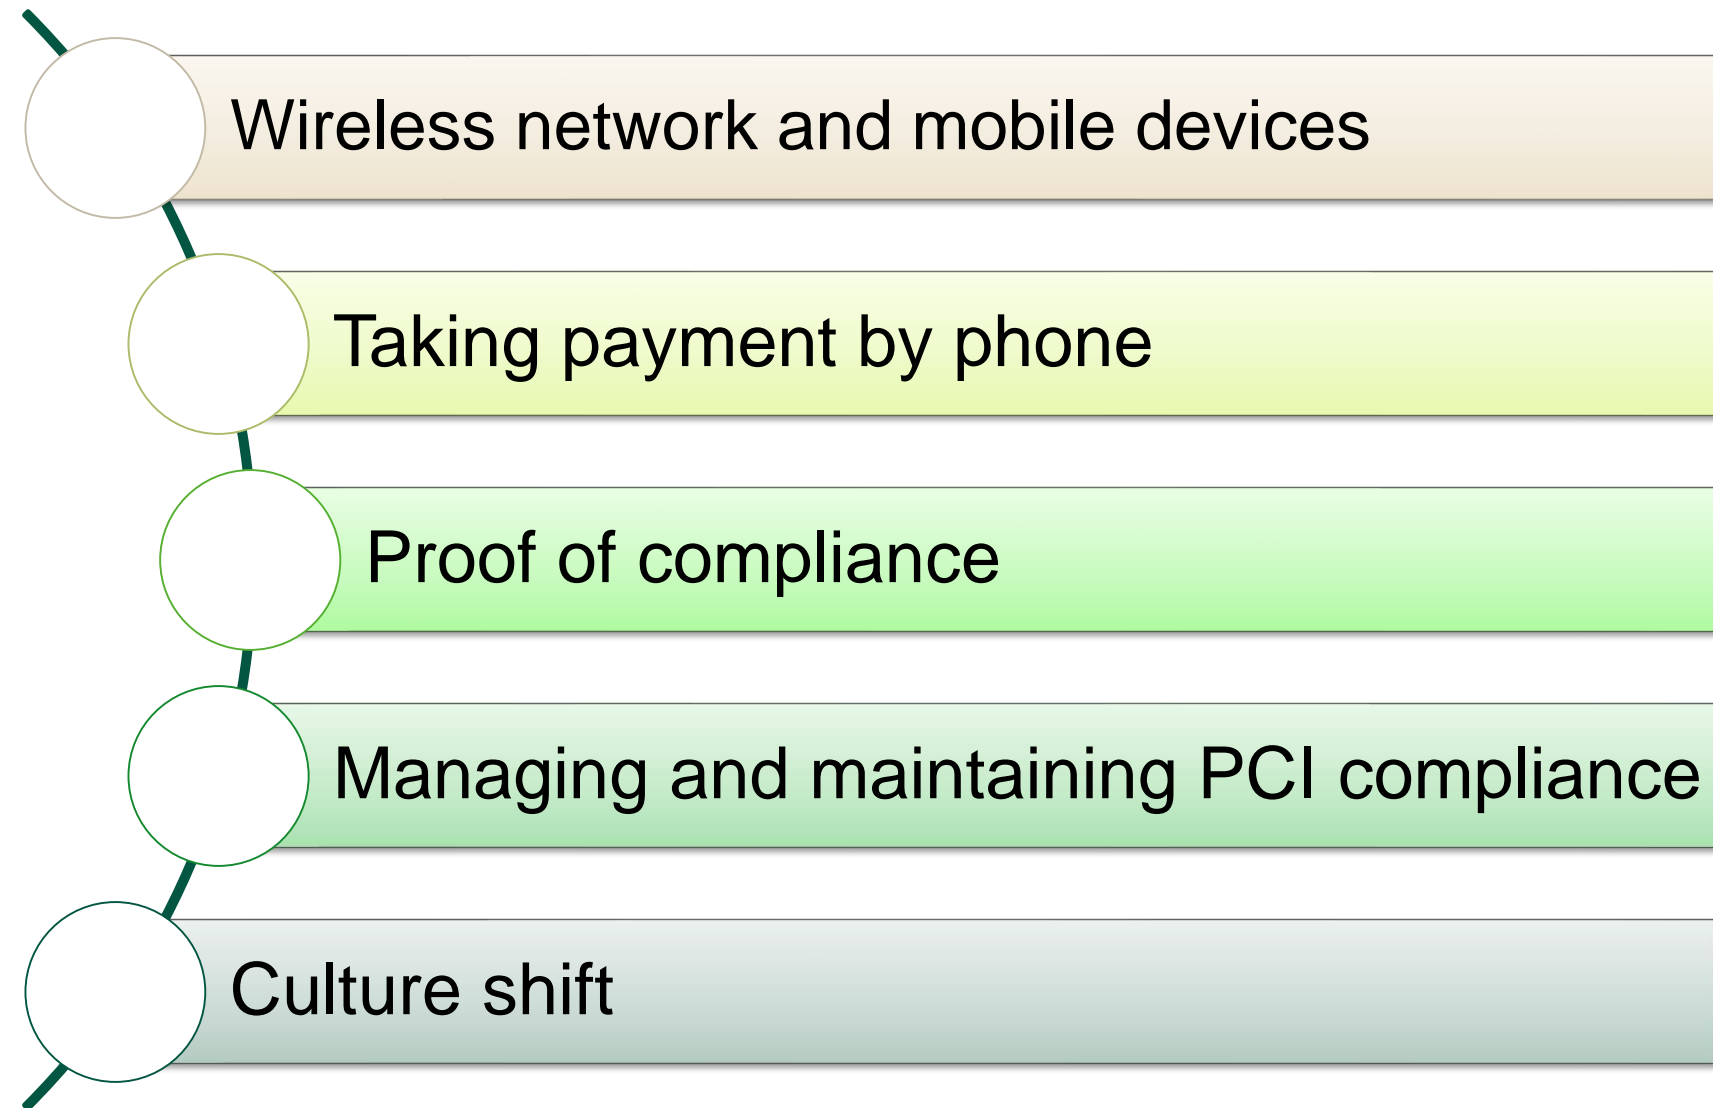 Wireless network and mobile devices
Taking payment by phone
Proof of compliance
Managing and maintaining PCI compliance
Culture shift